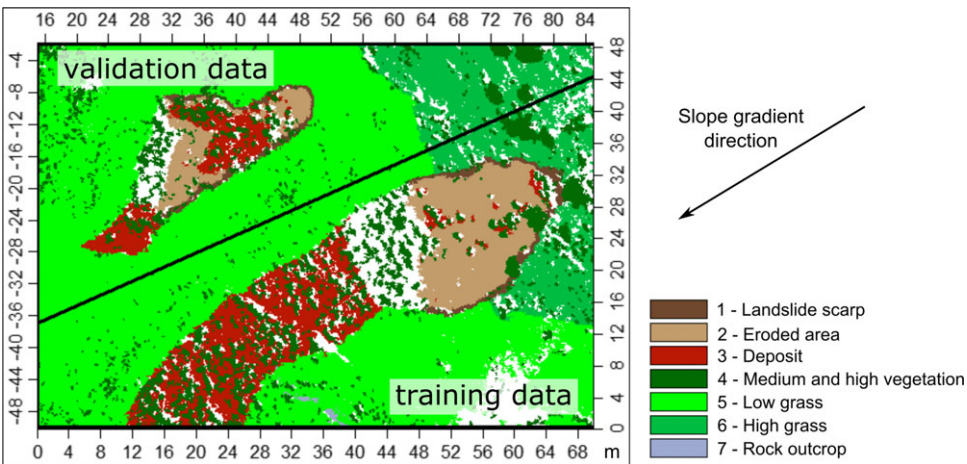 16 20 24 28 32 36 40 44 48 52 56 60 64 68 72 76 80 84
-4 -8 -12 -16 -20 -24 -28 -32 -36 -40 -44 -48
validation data
48 44 40 36 32 28 24 20 16 12 8 4 0
training data
0 4 8 12 16 20 24 28 32 36 40 44 48 52 56 60 64 68 m
Slope gradient
direction
1 - Landslide scarp
2 - Eroded area
3 - Deposit
4 - Medium and high vegetation
5 - Low grass
6 - High grass
7 - Rock outcrop